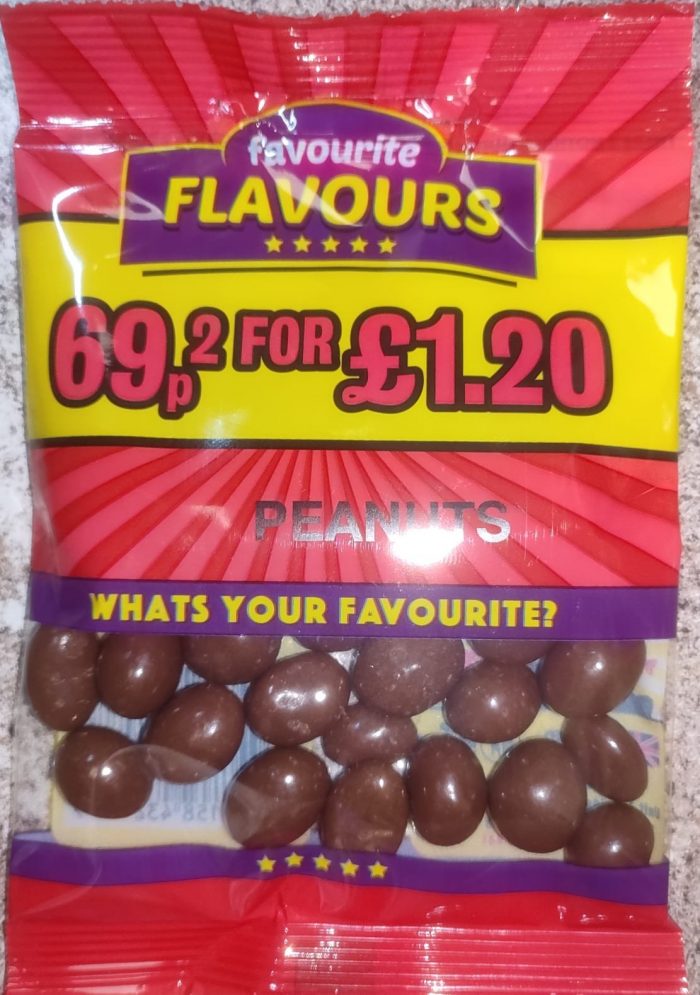 favourite
FLAVOURS
69p 2 FOR £1.20
PEANUTS
WHATS YOUR FAVOURITE?